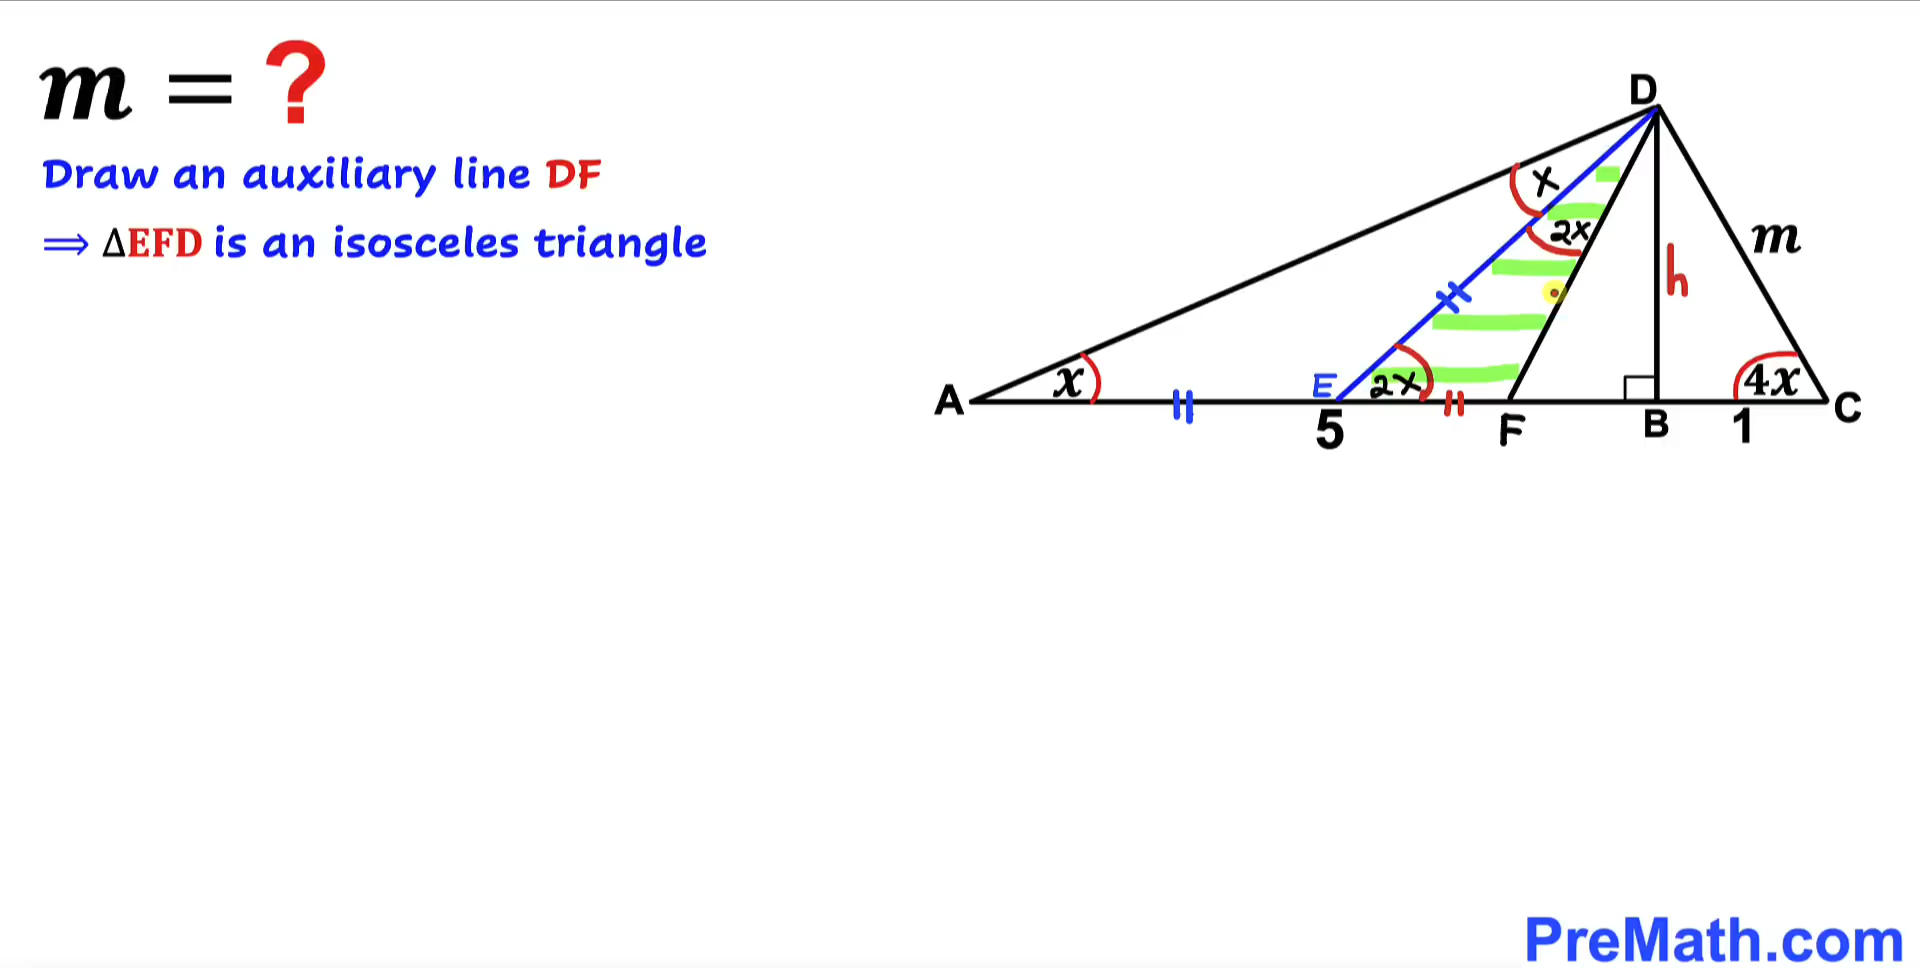 m = ?
Draw an auxiliary line DF
⟹ ΔEFD is an isosceles triangle
D
x
2x
m
h
A
x
E
2x
4x
C
5
F
B
1
PreMath.com